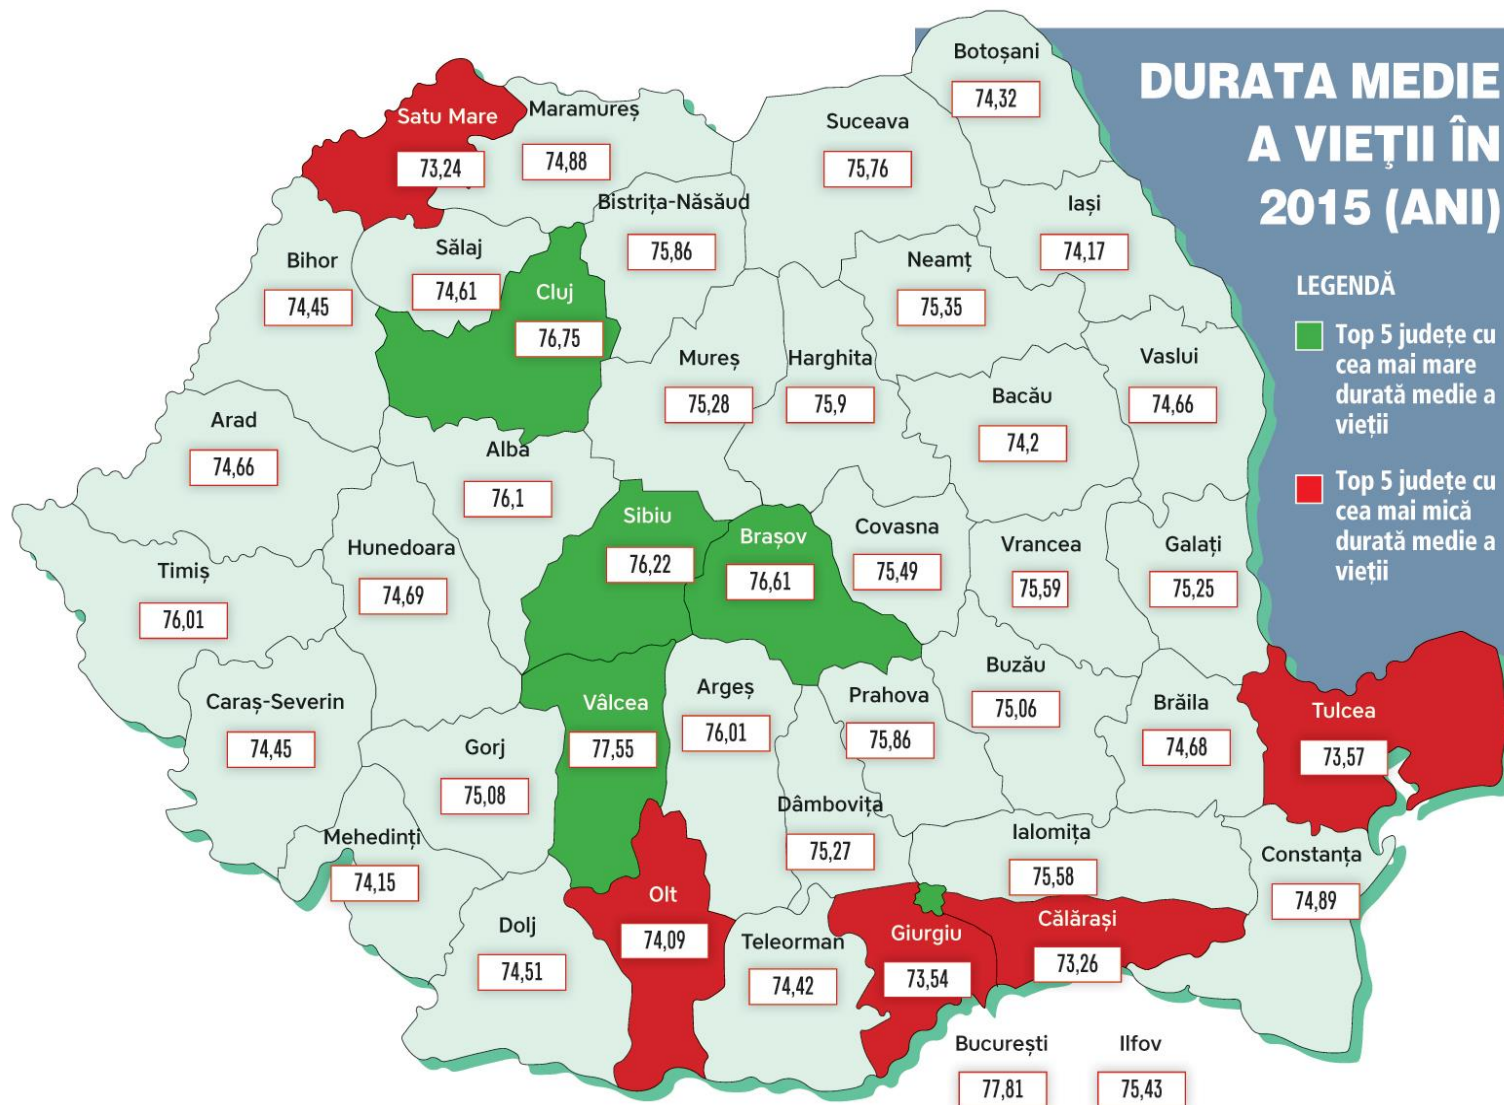 DURATA MEDIE
A VIEŢII ÎN
2015 (ANI)
LEGENDĂ
Top 5 județe cu
cea mai mare
durată medie a
vieții
Top 5 județe cu
cea mai mică
durată medie a
vieții
Botoșani
74,32
Satu Mare
73,24
Maramureș
74,88
Suceava
75,76
Bistrița-Năsăud
75,86
Iași
74,17
Sălaj
74,61
Bihor
74,45
Cluj
76,75
Neamț
75,35
Mureș
75,28
Harghita
75,9
Vaslui
74,66
Bacău
74,2
Arad
74,66
Alba
76,1
Sibiu
76,22
Brașov
76,61
Covasna
75,49
Vrancea
75,59
Galați
75,25
Hunedoara
74,69
Timiș
76,01
Caraș-Severin
74,45
Vâlcea
77,55
Argeș
76,01
Prahova
75,86
Buzău
75,06
Brăila
74,68
Tulcea
73,57
Gorj
75,08
Dâmbovița
75,27
Mehedinți
74,15
Ialomița
75,58
Constanța
74,89
Olt
74,09
Dolj
74,51
Teleorman
74,42
Giurgiu
73,54
Călărași
73,26
București
77,81
Ilfov
75,43